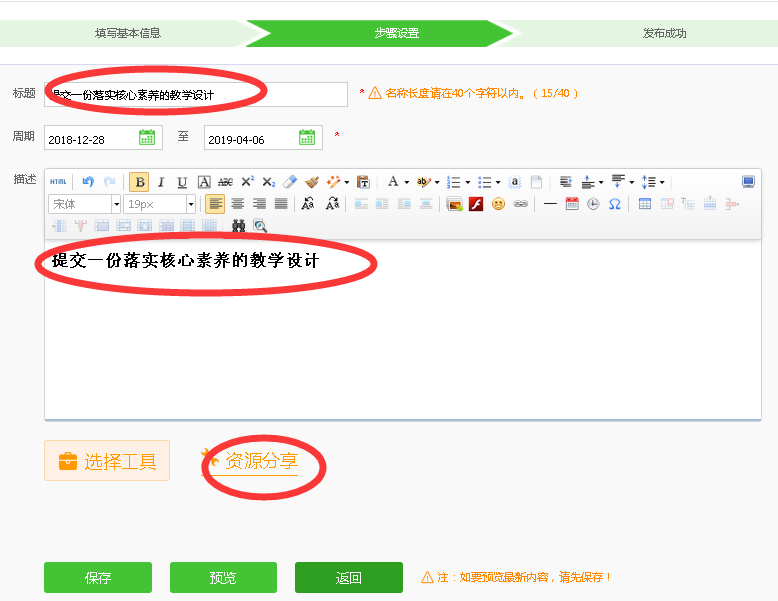 填写基本信息 步骤设置 发布成功
标题 提交一份落实核心素养的教学设计 * 名称长度请在40个字符以内。（15/40）
周期 2018-12-28 至 2019-04-06 *
描述 HTML B I U A ABC X² X₂ A ab
宋体 19px
提交一份落实核心素养的教学设计
选择工具 资源分享
保存 预览 返回 注：如要预览最新内容，请先保存！